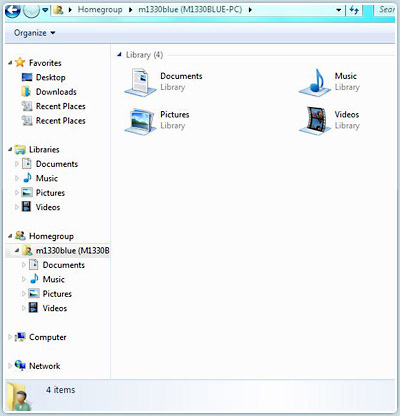 Homegroup m1330blue (M1330BLUE-PC) Sear
Organize
Favorites
Desktop
Downloads
Recent Places
Recent Places
Libraries
Documents
Music
Pictures
Videos
Homegroup
m1330blue (M1330B
Documents
Music
Pictures
Videos
Computer
Network
Library (4)
Documents
Library
Music
Library
Pictures
Library
Videos
Library
4 items